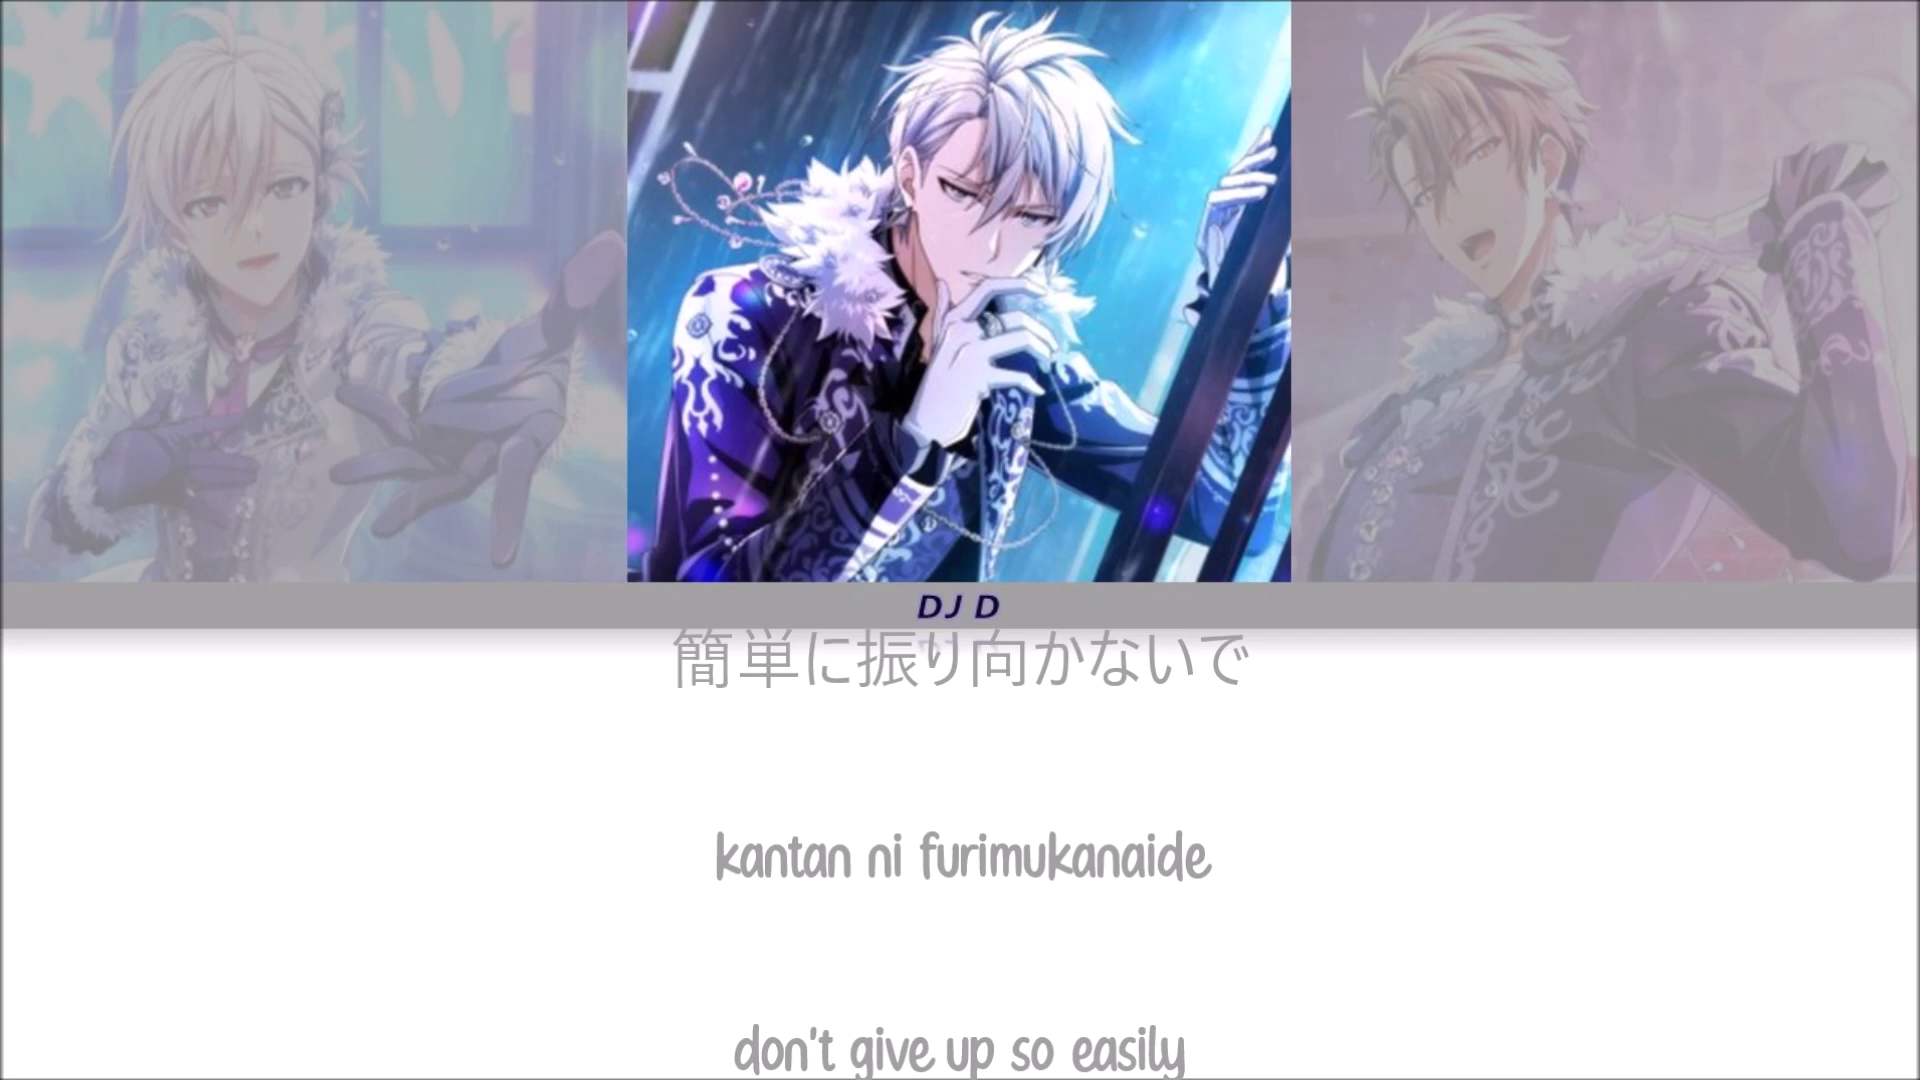 DJ D
簡単に振り向かないで
kantan ni furimukanaide
don't give up so easily